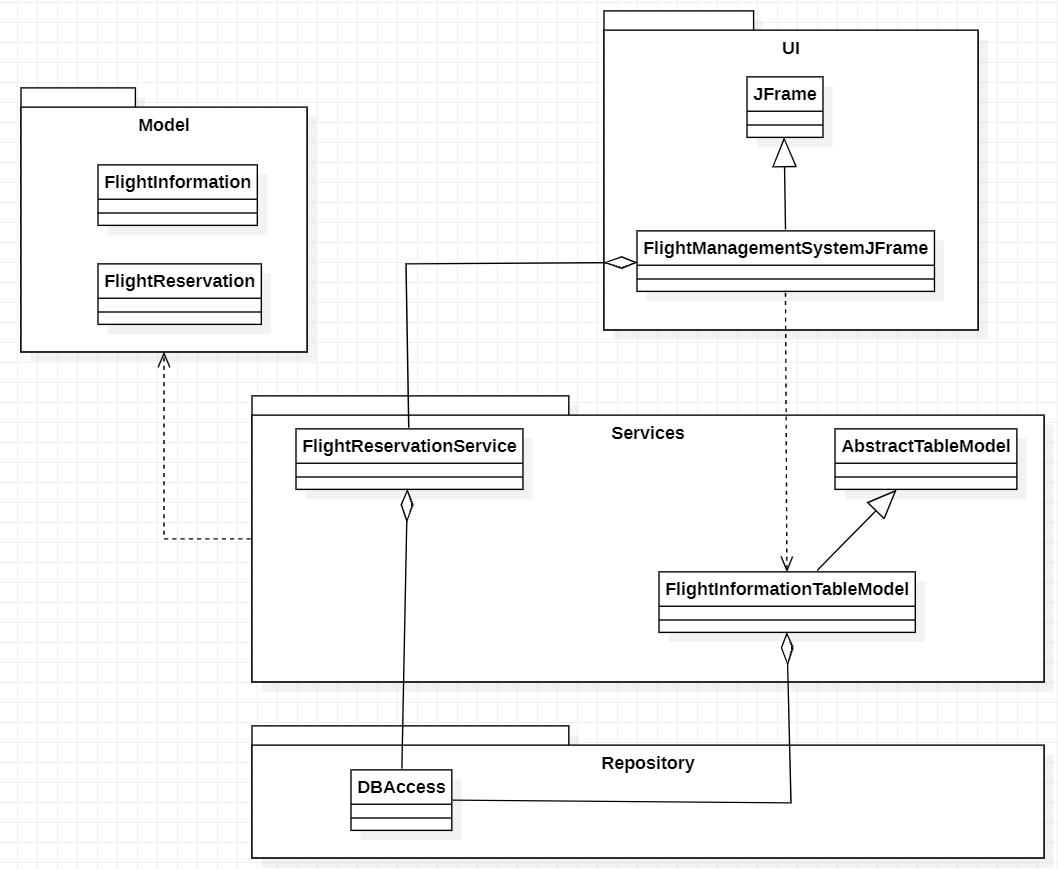 UI
JFrame
Model
FlightInformation
FlightManagementSystemJFrame
FlightReservation
Services
FlightReservationService
AbstractTableModel
FlightInformationTableModel
Repository
DBAccess